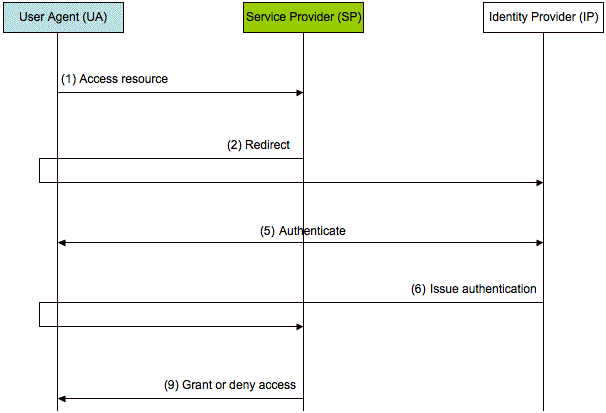 User Agent (UA)
Service Provider (SP)
Identity Provider (IP)
(1) Access resource
(2) Redirect
(5) Authenticate
(6) Issue authentication
(9) Grant or deny access